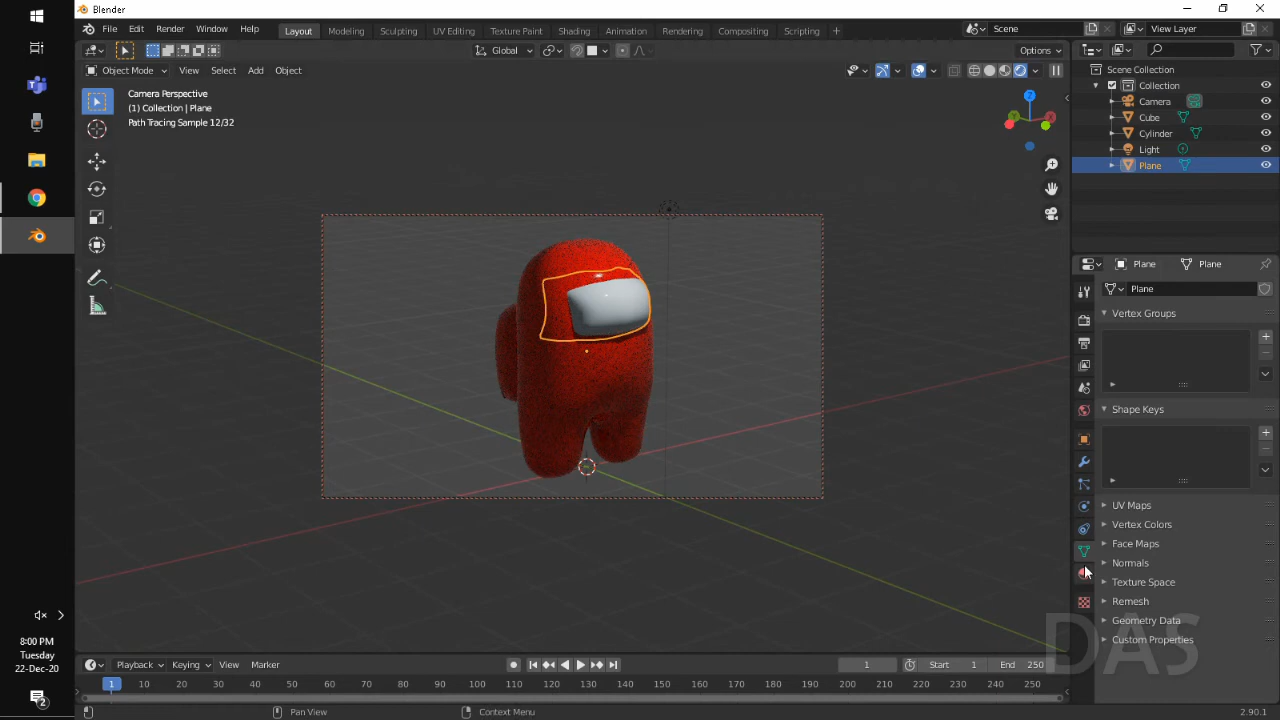 Blender
File Edit Render Window Help
Layout Modeling Sculpting UV Editing Texture Paint Shading Animation Rendering Compositing Scripting +
Scene
View Layer
Global
Options
Object Mode View Select Add Object
Camera Perspective
(1) Collection | Plane
Path Tracing Sample 12/32
Z
Scene Collection
Collection
Camera
Cube
Cylinder
Light
Plane
Plane Plane
Plane
Vertex Groups
Shape Keys
UV Maps
Vertex Colors
Face Maps
Normals
Texture Space
Remesh
Geometry Data
Custom Properties
DAS
Playback Keying View Marker
1 Start 1 End 250
1 10 20 30 40 50 60 70 80 90 100 110 120 130 140 150 160 170 180 190 200 210 220 230 240 250
Pan View
Context Menu
2.90.1
8:00 PM
Tuesday
22-Dec-20
2